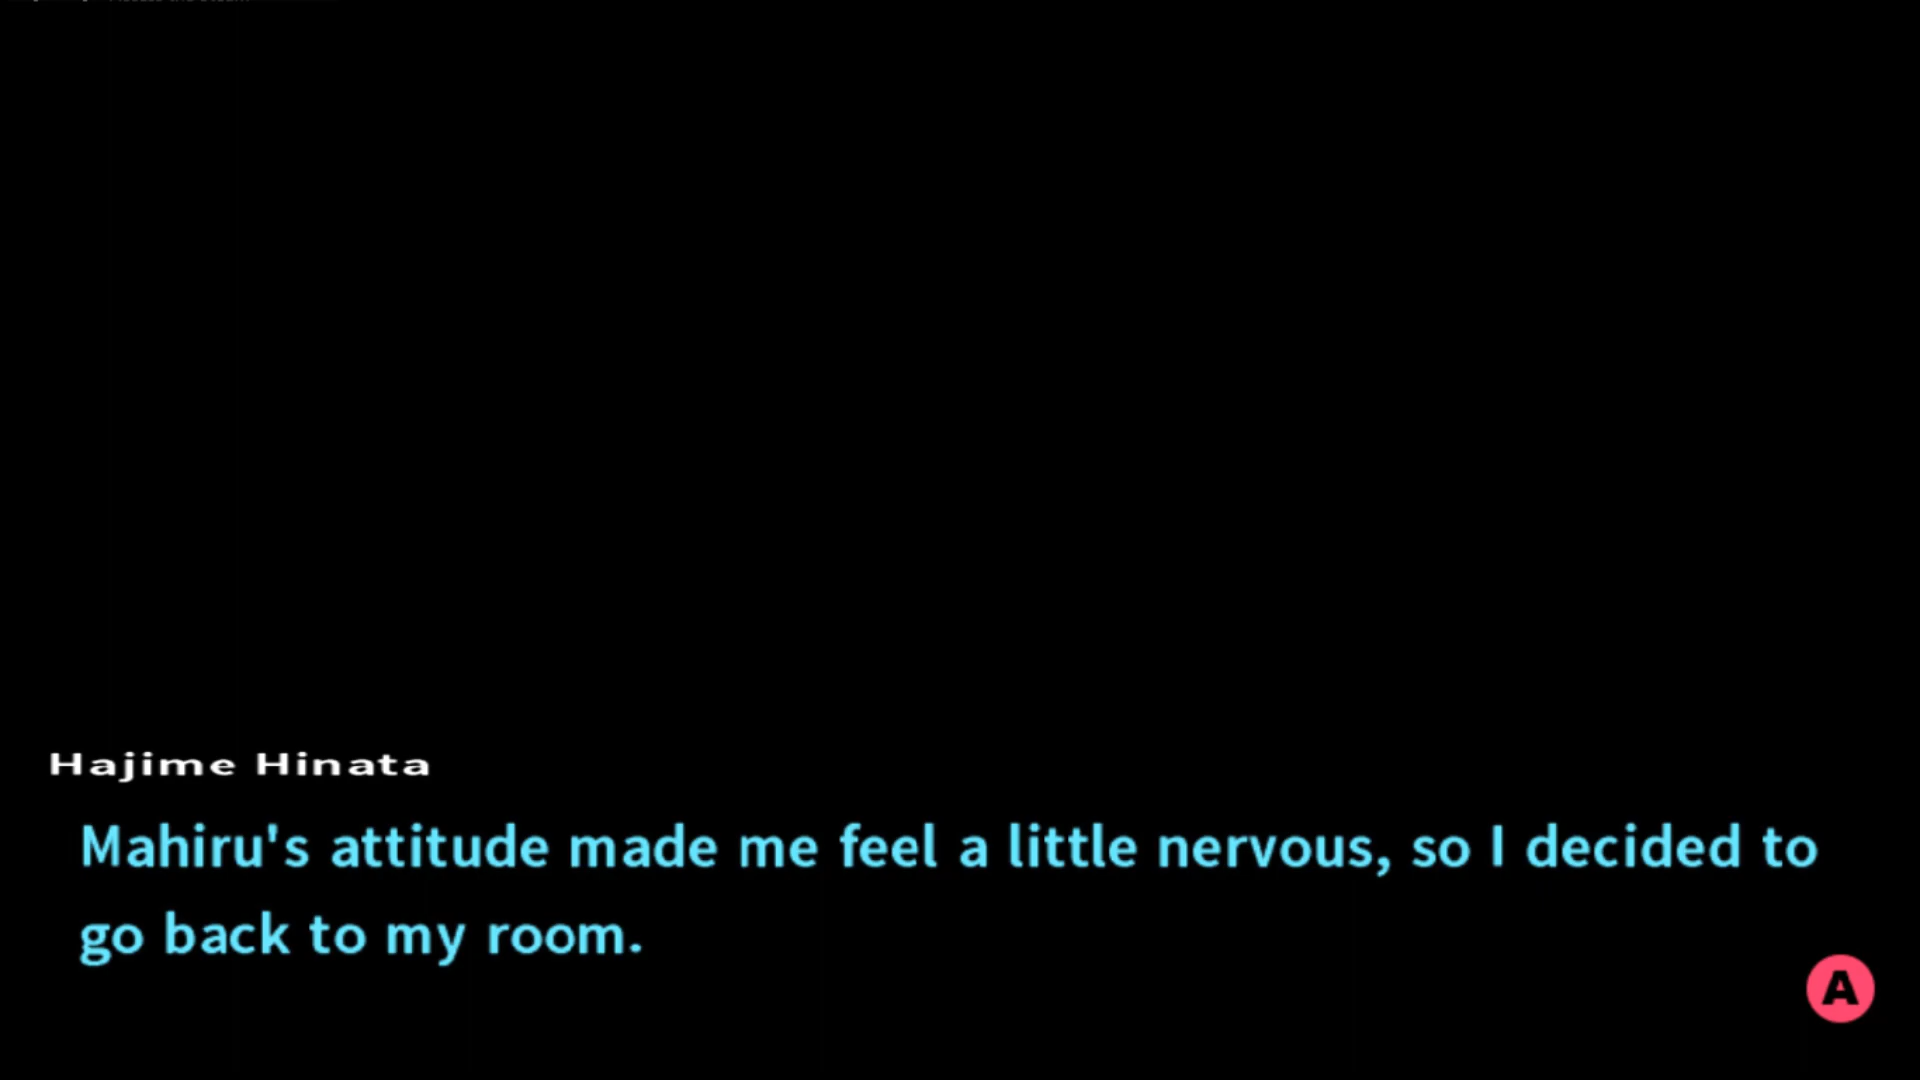 Hajime Hinata
Mahiru's attitude made me feel a little nervous, so I decided to
go back to my room.
A